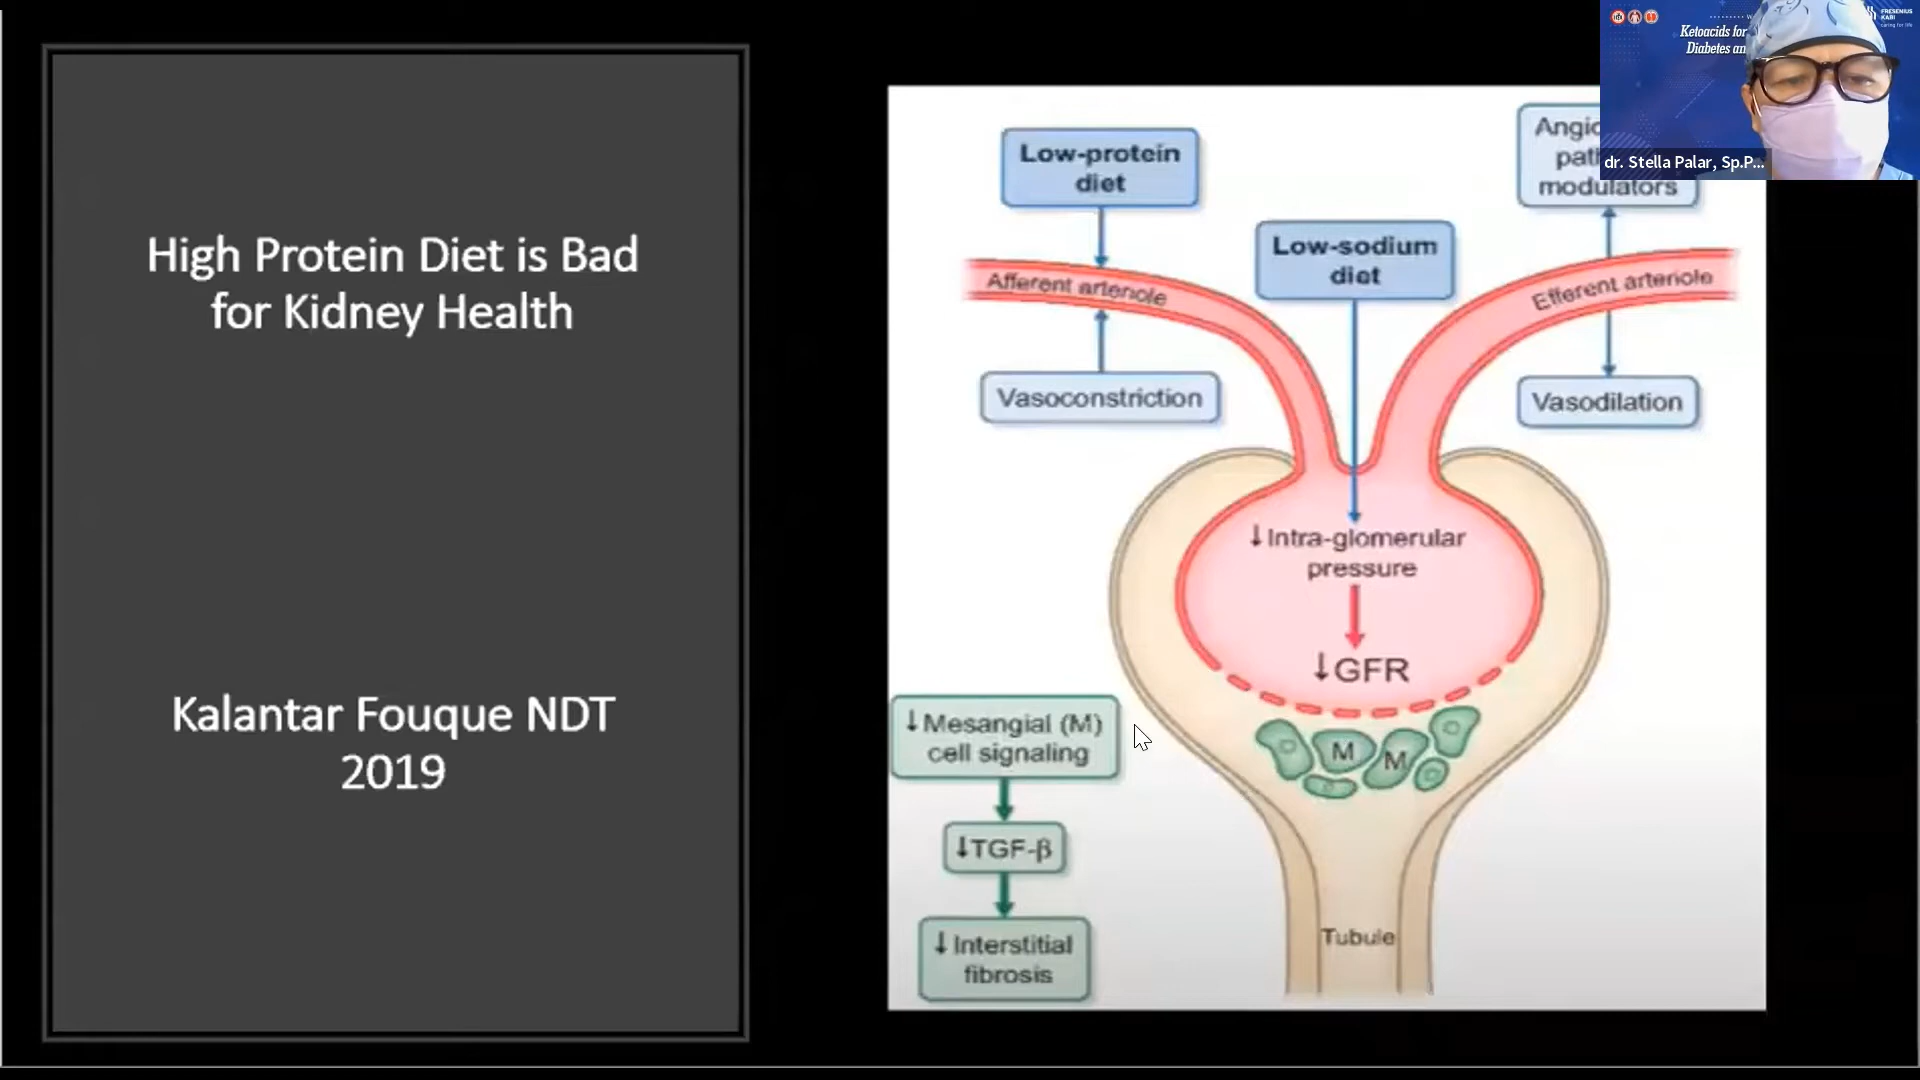 High Protein Diet is Bad
for Kidney Health
Kalantar Fouque NDT
2019
Low-protein
diet
Afferent arteriole
Vasoconstriction
Low-sodium
diet
modulators
Efferent arteriole
Vasodilation
↓Intra-glomerular
pressure
↓GFR
↓Mesangial (M)
cell signaling
↓TGF-β
↓Interstitial
fibrosis
M
M
Tubule
Ketoacids for
Diabetes an
FRESENIUS
KABI
caring for life
dr. Stella Palar, Sp.P...